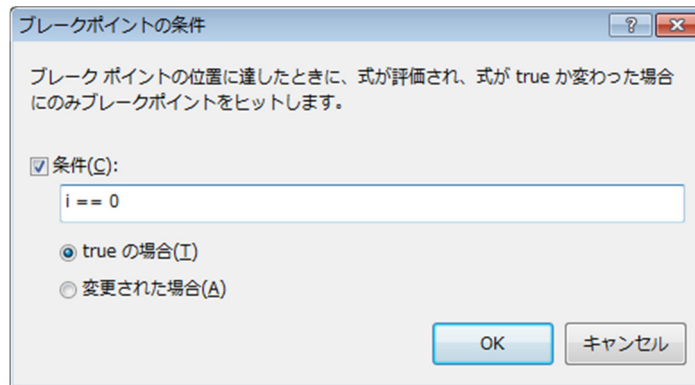 ブレークポイントの条件
ブレーク ポイントの位置に達したときに、式が評価され、式が true か変わった場合
にのみブレークポイントをヒットします。
条件(C):
i == 0
true の場合(T)
変更された場合(A)
OK キャンセル